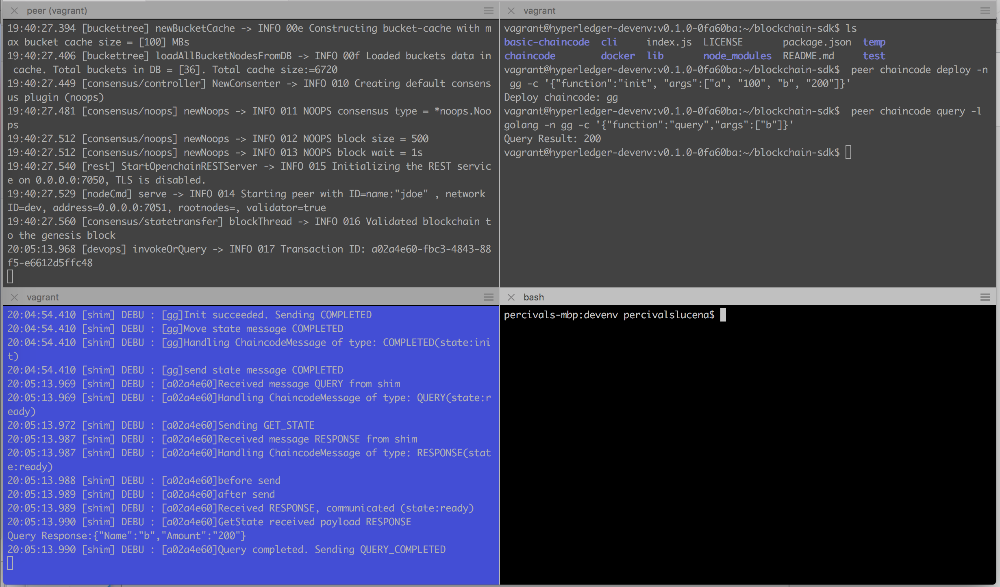 peer (vagrant)
19:40:27.394 [buckettree] newBucketCache -> INFO 00e Constructing bucket-cache with m
ax bucket cache size = [100] MBs
19:40:27.406 [buckettree] loadAllBucketNodesFromDB -> INFO 00f Loaded buckets data in
 cache. Total buckets in DB = [36]. Total cache size:=6720
19:40:27.449 [consensus/controller] NewConsenter -> INFO 010 Creating default consens
us plugin (noops)
19:40:27.481 [consensus/noops] newNoops -> INFO 011 NOOPS consensus type = *noops.Noo
ps
19:40:27.512 [consensus/noops] newNoops -> INFO 012 NOOPS block size = 500
19:40:27.512 [consensus/noops] newNoops -> INFO 013 NOOPS block wait = 1s
19:40:27.540 [rest] StartOpenchainRESTServer -> INFO 015 Initializing the REST servic
e on 0.0.0.0:7050, TLS is disabled.
19:40:27.529 [nodeCmd] serve -> INFO 014 Starting peer with ID=name:"jdoe" , network
ID=dev, address=0.0.0.0:7051, rootnodes=, validator=true
19:40:27.560 [consensus/statetransfer] blockThread -> INFO 016 Validated blockchain t
o the genesis block
20:05:13.968 [devops] invokeOrQuery -> INFO 017 Transaction ID: a02a4e60-fbc3-4843-88
f5-e6612d5ffc48
vagrant
vagrant@hyperledger-devenv:v0.1.0-0fa60ba:~/blockchain-sdk$ ls
basic-chaincode  cli     index.js  LICENSE       package.json  temp
chaincode        docker  lib       node_modules  README.md     test
vagrant@hyperledger-devenv:v0.1.0-0fa60ba:~/blockchain-sdk$  peer chaincode deploy -n
 gg -c '{"function":"init", "args":["a", "100", "b", "200"]}'
Deploy chaincode: gg
vagrant@hyperledger-devenv:v0.1.0-0fa60ba:~/blockchain-sdk$  peer chaincode query -l
golang -n gg -c '{"function":"query","args":["b"]}'
Query Result: 200
vagrant@hyperledger-devenv:v0.1.0-0fa60ba:~/blockchain-sdk$
vagrant
20:04:54.410 [shim] DEBU : [gg]Init succeeded. Sending COMPLETED
20:04:54.410 [shim] DEBU : [gg]Move state message COMPLETED
20:04:54.410 [shim] DEBU : [gg]Handling ChaincodeMessage of type: COMPLETED(state:ini
t)
20:04:54.410 [shim] DEBU : [gg]send state message COMPLETED
20:05:13.969 [shim] DEBU : [a02a4e60]Received message QUERY from shim
20:05:13.969 [shim] DEBU : [a02a4e60]Handling ChaincodeMessage of type: QUERY(state:r
eady)
20:05:13.972 [shim] DEBU : [a02a4e60]Sending GET_STATE
20:05:13.987 [shim] DEBU : [a02a4e60]Received message RESPONSE from shim
20:05:13.987 [shim] DEBU : [a02a4e60]Handling ChaincodeMessage of type: RESPONSE(stat
e:ready)
20:05:13.988 [shim] DEBU : [a02a4e60]before send
20:05:13.989 [shim] DEBU : [a02a4e60]after send
20:05:13.989 [shim] DEBU : [a02a4e60]Received RESPONSE, communicated (state:ready)
20:05:13.990 [shim] DEBU : [a02a4e60]GetState received payload RESPONSE
Query Response:{"Name":"b","Amount":"200"}
20:05:13.990 [shim] DEBU : [a02a4e60]Query completed. Sending QUERY_COMPLETED
bash
percivals-mbp:devenv percivalslucena$